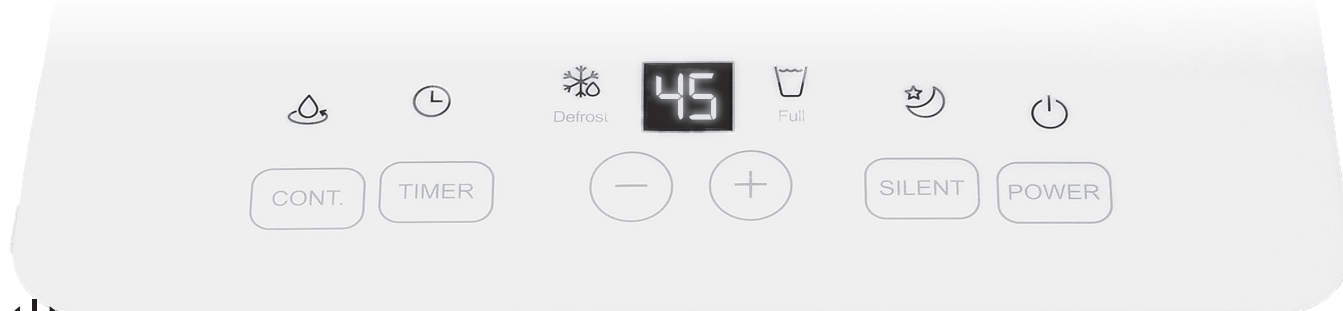 45
Defrost
Full
CONT.
TIMER
−
+
SILENT
POWER